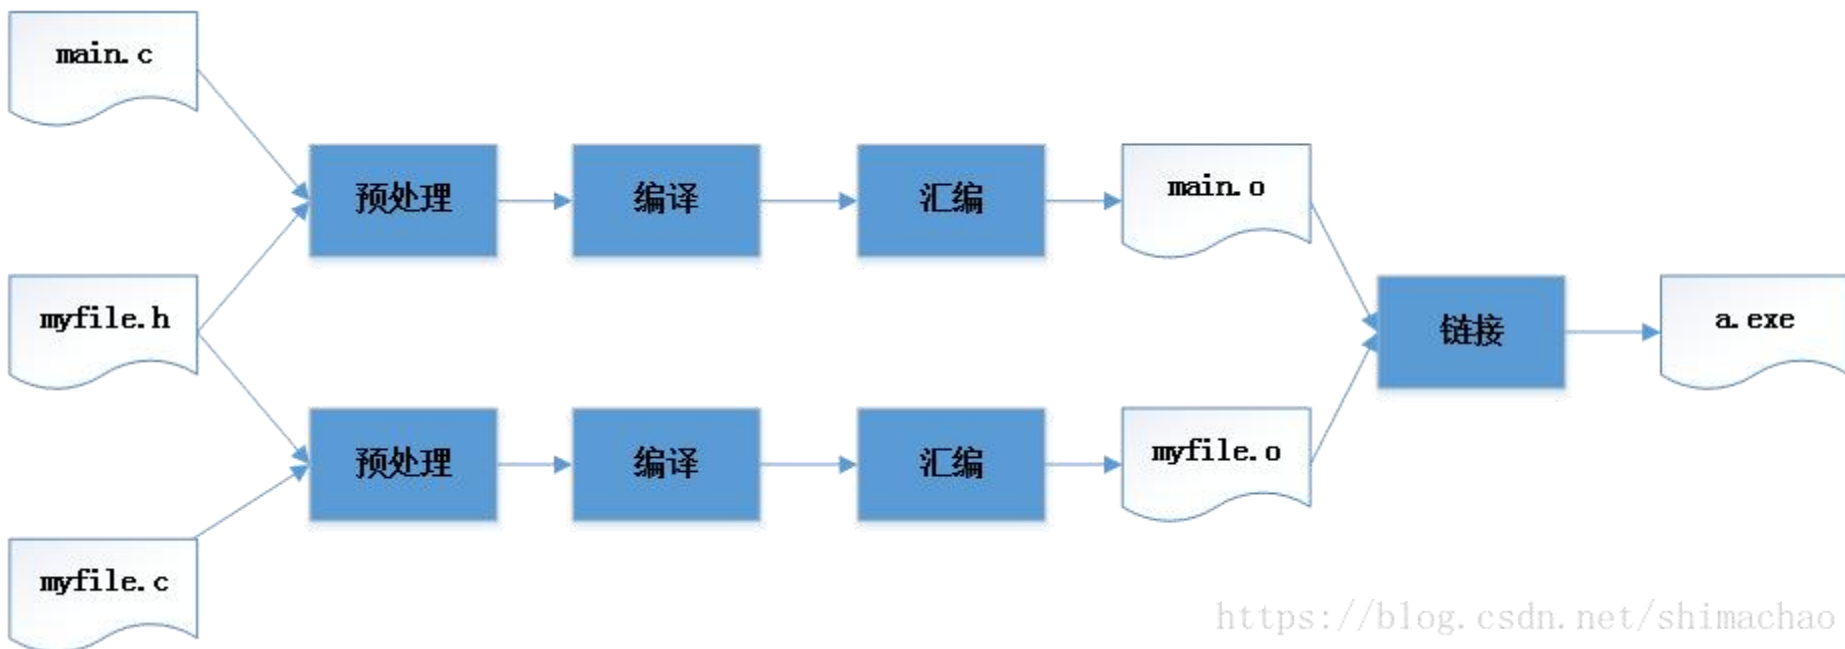 main.c
预处理
编译
汇编
main.o
myfile.h
链接
a.exe
预处理
编译
汇编
myfile.o
myfile.c
https://blog.csdn.net/shimachao